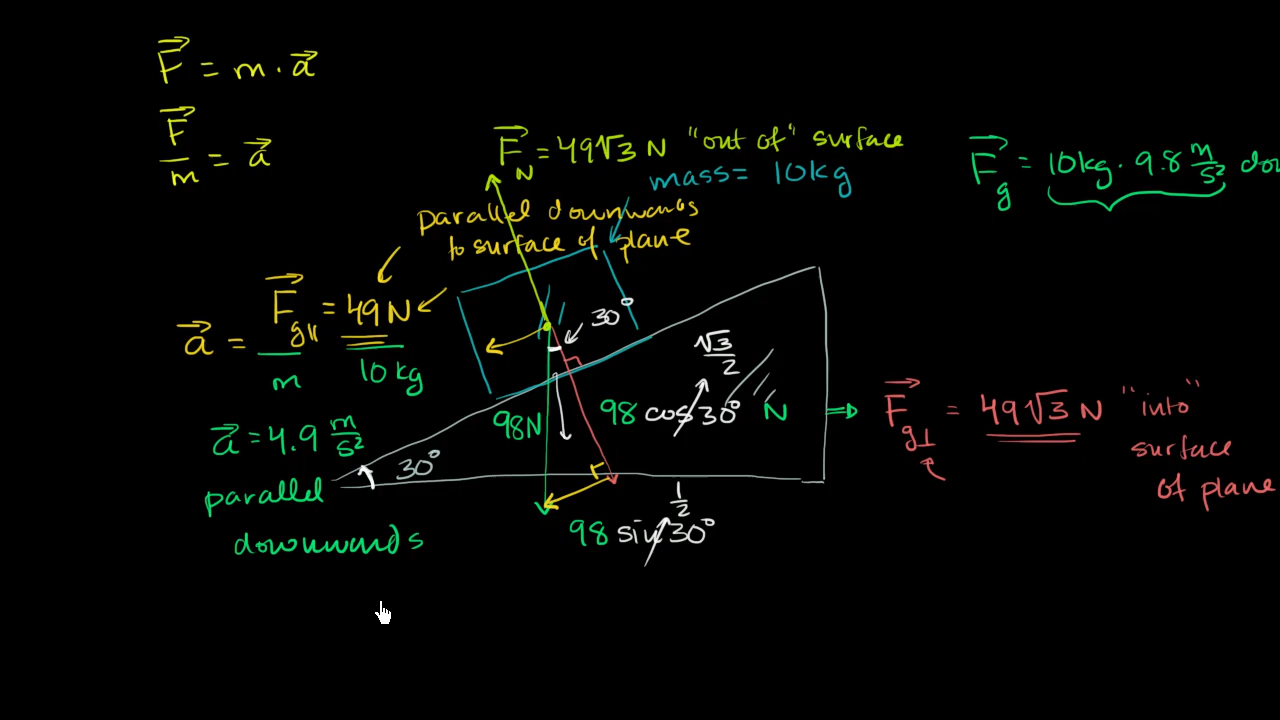 F = m · a
F/m = a
F_N = 49√3 N "out of" surface
mass = 10kg
F_g = 10kg · 9.8 m/s² do
parallel downwards
to surface of plane
a = F_g∥/m = 49N/10 kg
30°
√3/2
98N
98 cos 30° N
⇒ F_g⊥ = 49√3 N "into"
surface
of plane
a = 4.9 m/s²
parallel
downwards
30°
1/2
98 sin 30°